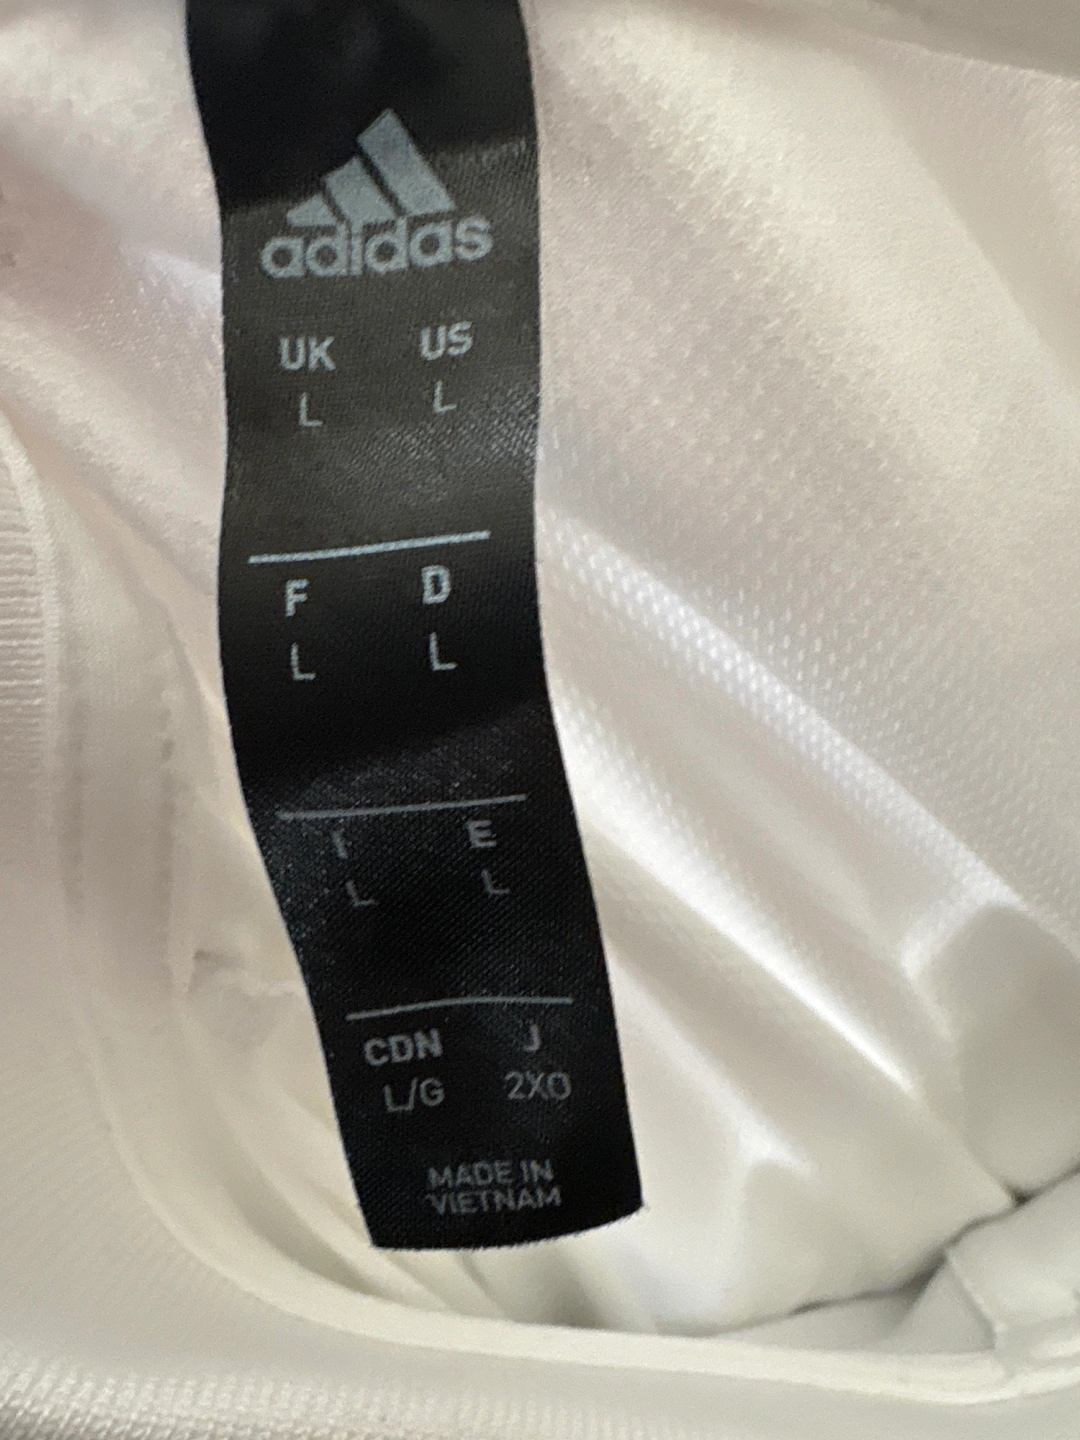 adidas
UK US
L L
F D
L L
I E
L L
CDN J
L/G 2XO
MADE IN
VIETNAM